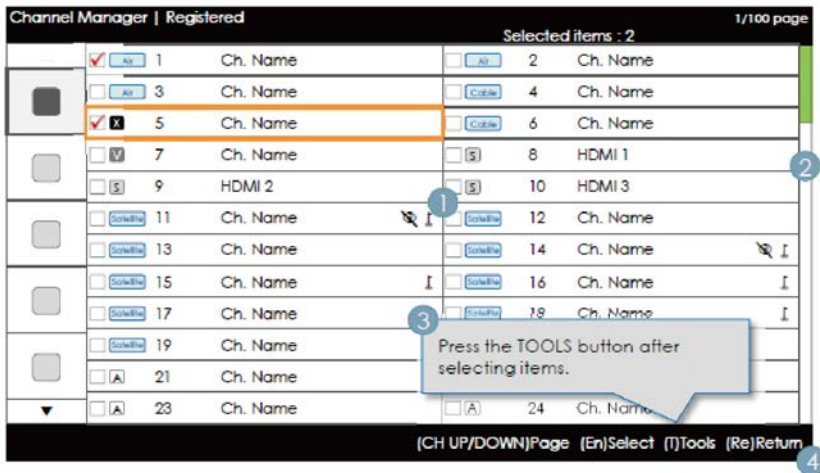 Channel Manager | Registered 1/100 page
Selected items : 2
Air 1 Ch. Name Air 2 Ch. Name
Air 3 Ch. Name Cable 4 Ch. Name
X 5 Ch. Name Cable 6 Ch. Name
V 7 Ch. Name S 8 HDMI 1
2
S 9 HDMI 2 S 10 HDMI 3
1
Satellite 11 Ch. Name Satellite 12 Ch. Name
Satellite 13 Ch. Name Satellite 14 Ch. Name
Satellite 15 Ch. Name Satellite 16 Ch. Name
Satellite 17 Ch. Name Satellite 18 Ch. Name
3
Satellite 19 Ch. Name
Press the TOOLS button after
selecting items.
A 21 Ch. Name
A 23 Ch. Name A 24 Ch. Name
(CH UP/DOWN)Page (En)Select (T)Tools (Re)Return
4